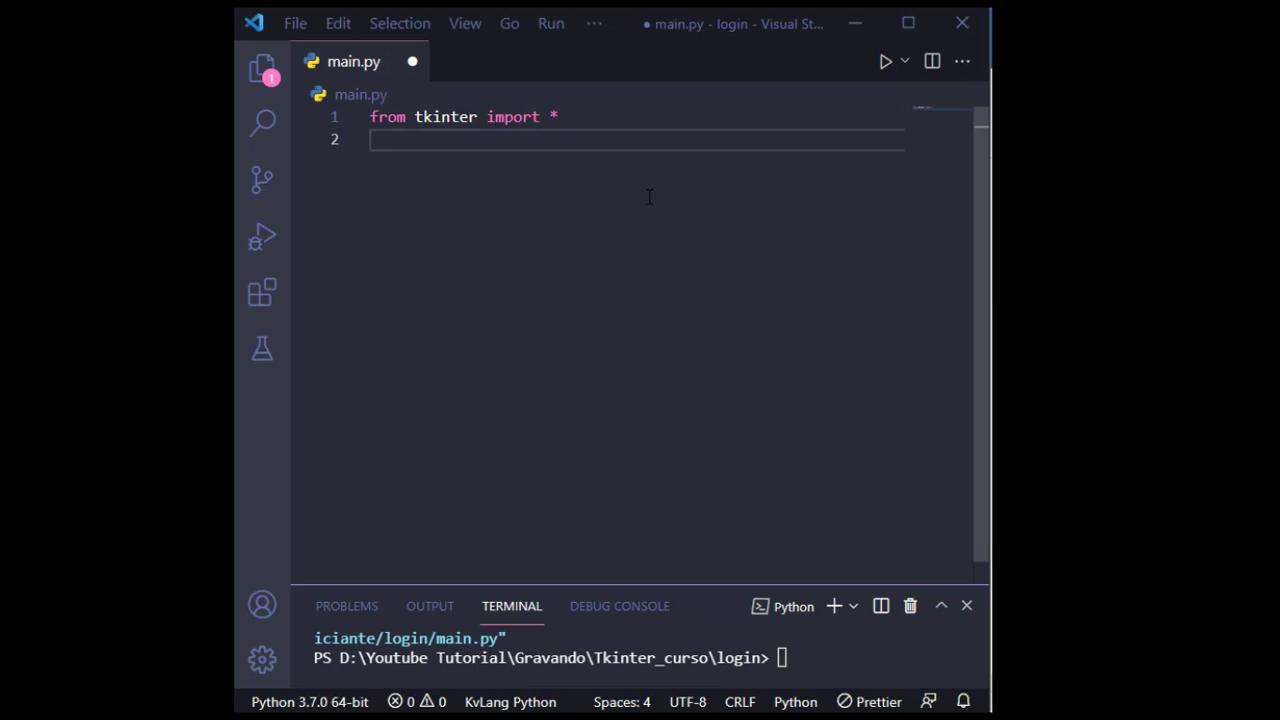 File Edit Selection View Go Run ··· ● main.py - login - Visual St...
main.py ●
1
main.py
1 from tkinter import *
2
PROBLEMS OUTPUT TERMINAL DEBUG CONSOLE Python
iciante/login/main.py"
PS D:\Youtube Tutorial\Gravando\Tkinter_curso\login>
Python 3.7.0 64-bit 0 0 KvLang Python Spaces: 4 UTF-8 CRLF Python Prettier